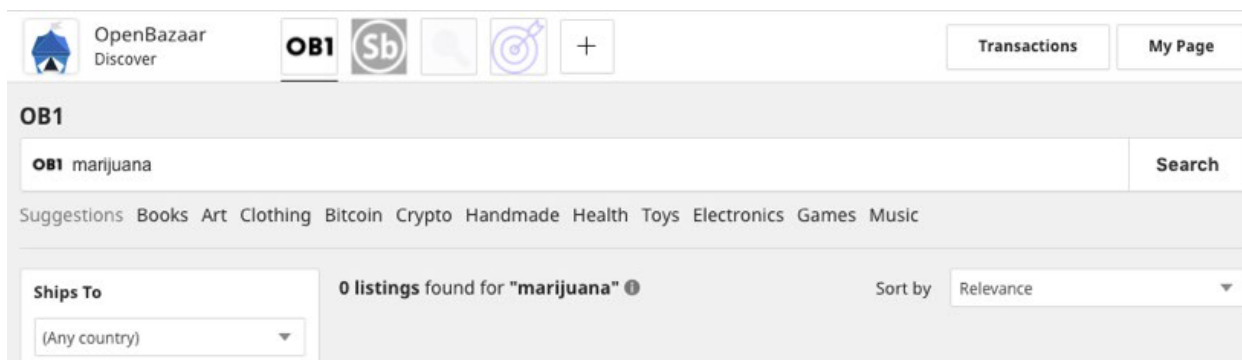 OpenBazaar
Discover
OB1 Sb +
Transactions My Page
OB1
OB1 marijuana Search
Suggestions Books Art Clothing Bitcoin Crypto Handmade Health Toys Electronics Games Music
Ships To
(Any country)
0 listings found for "marijuana" Sort by Relevance